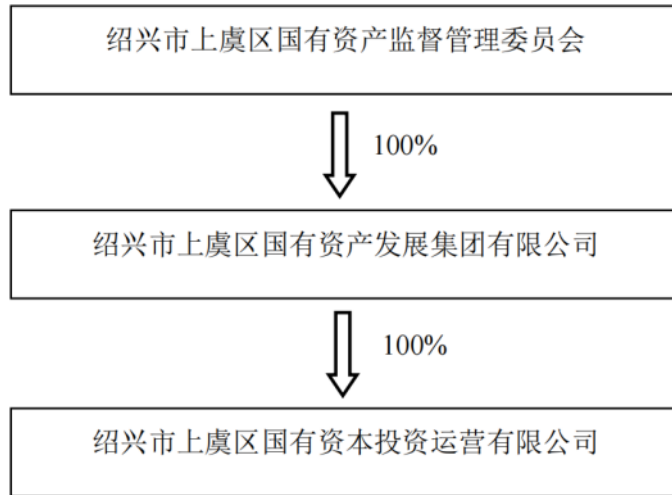 绍兴市上虞区国有资产监督管理委员会
100%
绍兴市上虞区国有资产发展集团有限公司
100%
绍兴市上虞区国有资本投资运营有限公司